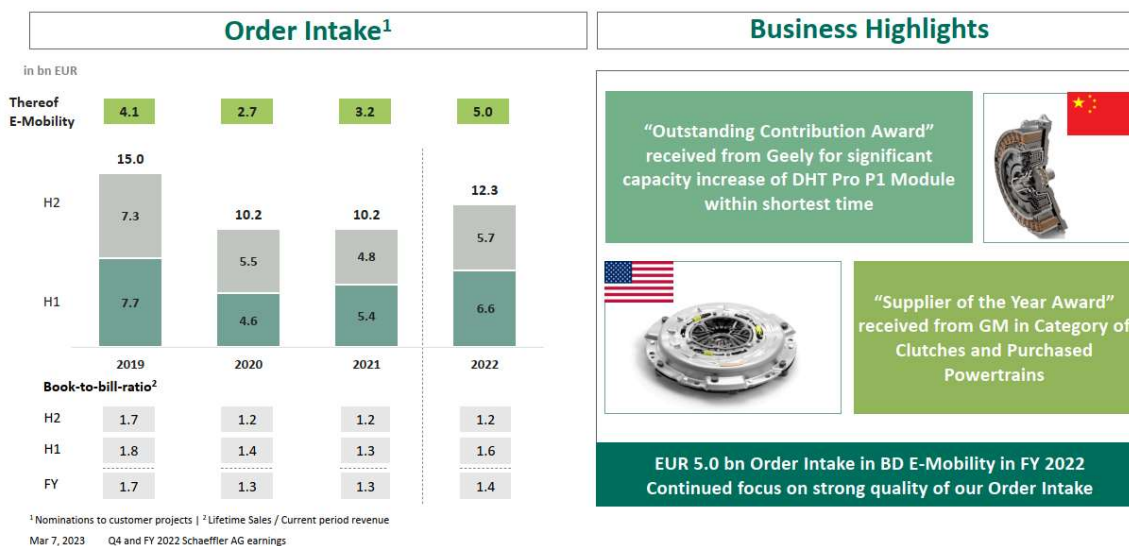 Order Intake1
in bn EUR
Thereof
E-Mobility
4.1 2.7 3.2 5.0
15.0
10.2
10.2
12.3
H2
7.3 5.5 4.8 5.7
H1
7.7 4.6 5.4 6.6
2019 2020 2021 2022
Book-to-bill-ratio2
H2 1.7 1.2 1.2 1.2
H1 1.8 1.4 1.3 1.6
FY 1.7 1.3 1.3 1.4
1 Nominations to customer projects | 2 Lifetime Sales / Current period revenue
Mar 7, 2023 Q4 and FY 2022 Schaeffler AG earnings
Business Highlights
“Outstanding Contribution Award”
received from Geely for significant
capacity increase of DHT Pro P1 Module
within shortest time
“Supplier of the Year Award”
received from GM in Category of
Clutches and Purchased
Powertrains
EUR 5.0 bn Order Intake in BD E-Mobility in FY 2022
Continued focus on strong quality of our Order Intake